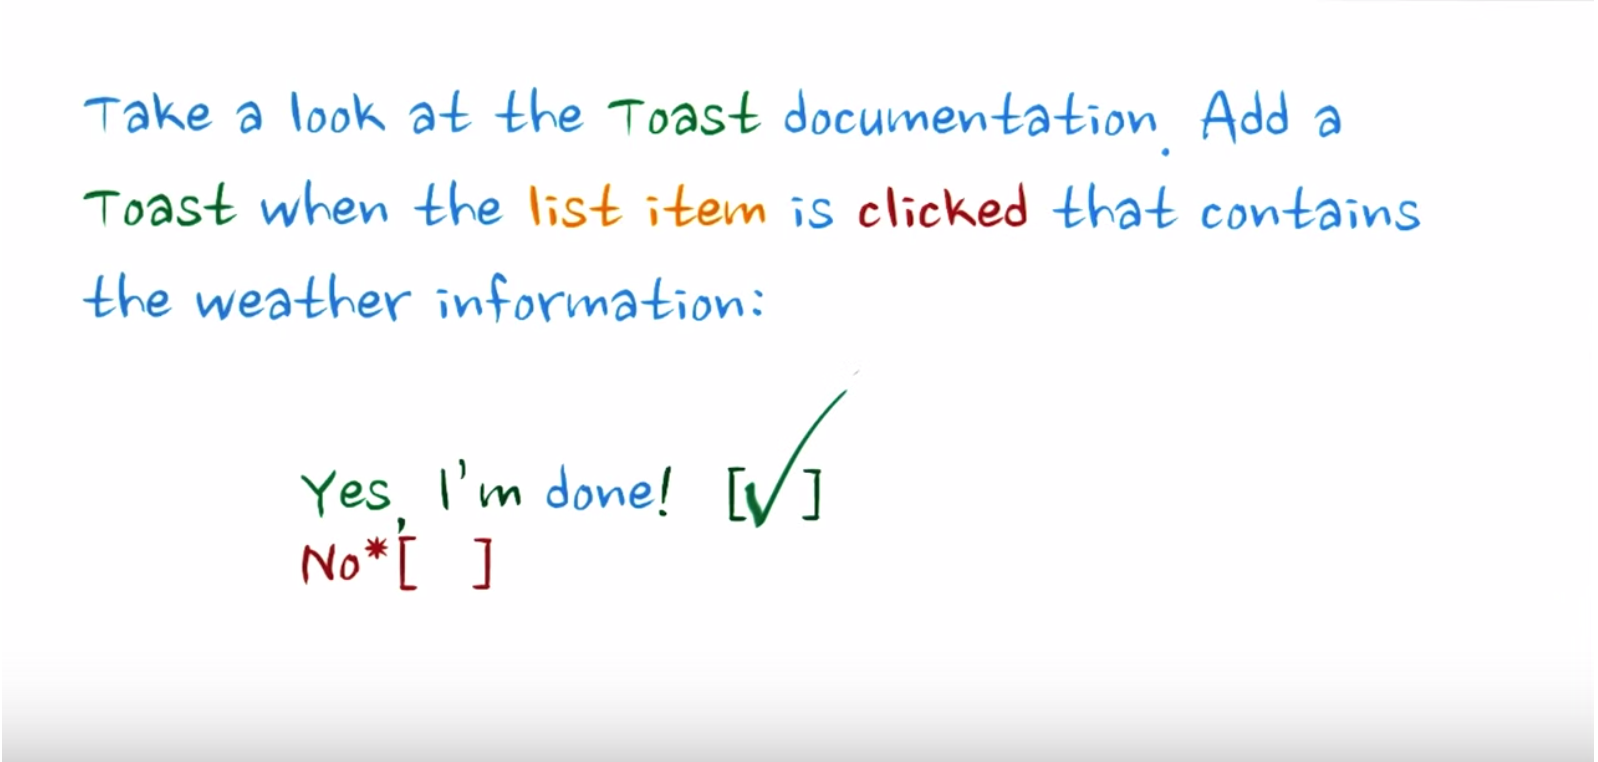 Take a look at the Toast documentation. Add a
Toast when the list item is clicked that contains
the weather information:
Yes, I'm done! [✓]
No*[ ]